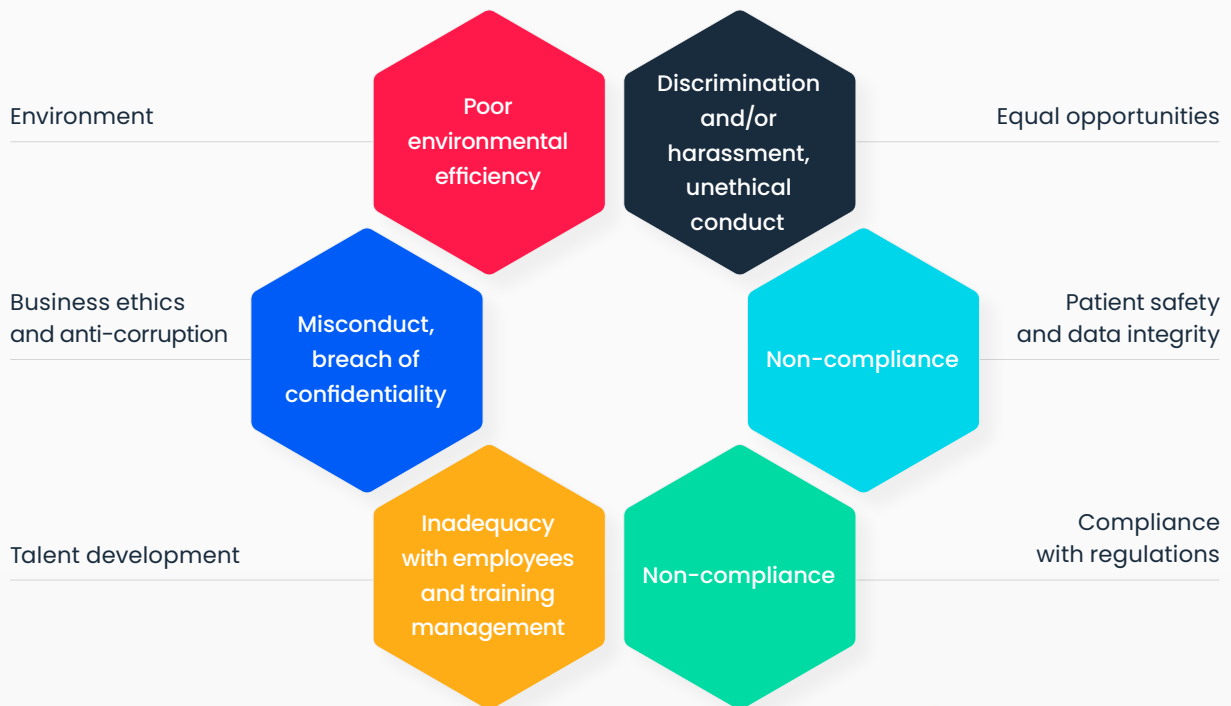 Environment
Poor
environmental
efficiency
Discrimination
and/or
harassment,
unethical
conduct
Equal opportunities
Business ethics
and anti-corruption
Misconduct,
breach of
confidentiality
Non-compliance
Patient safety
and data integrity
Talent development
Inadequacy
with employees
and training
management
Non-compliance
Compliance
with regulations